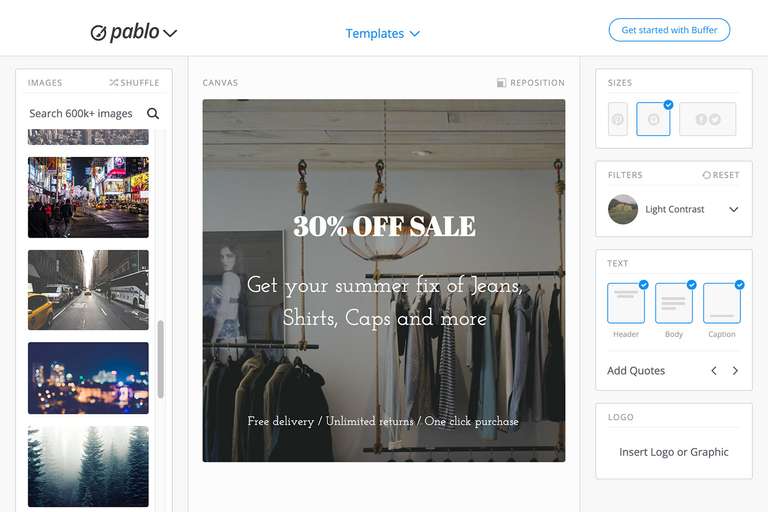 pablo
Templates
Get started with Buffer
IMAGES
SHUFFLE
Search 600k+ images
CANVAS
REPOSITION
30% OFF SALE
Get your summer fix of Jeans,
Shirts, Caps and more
Free delivery / Unlimited returns / One click purchase
SIZES
FILTERS
RESET
Light Contrast
TEXT
Header
Body
Caption
Add Quotes
LOGO
Insert Logo or Graphic